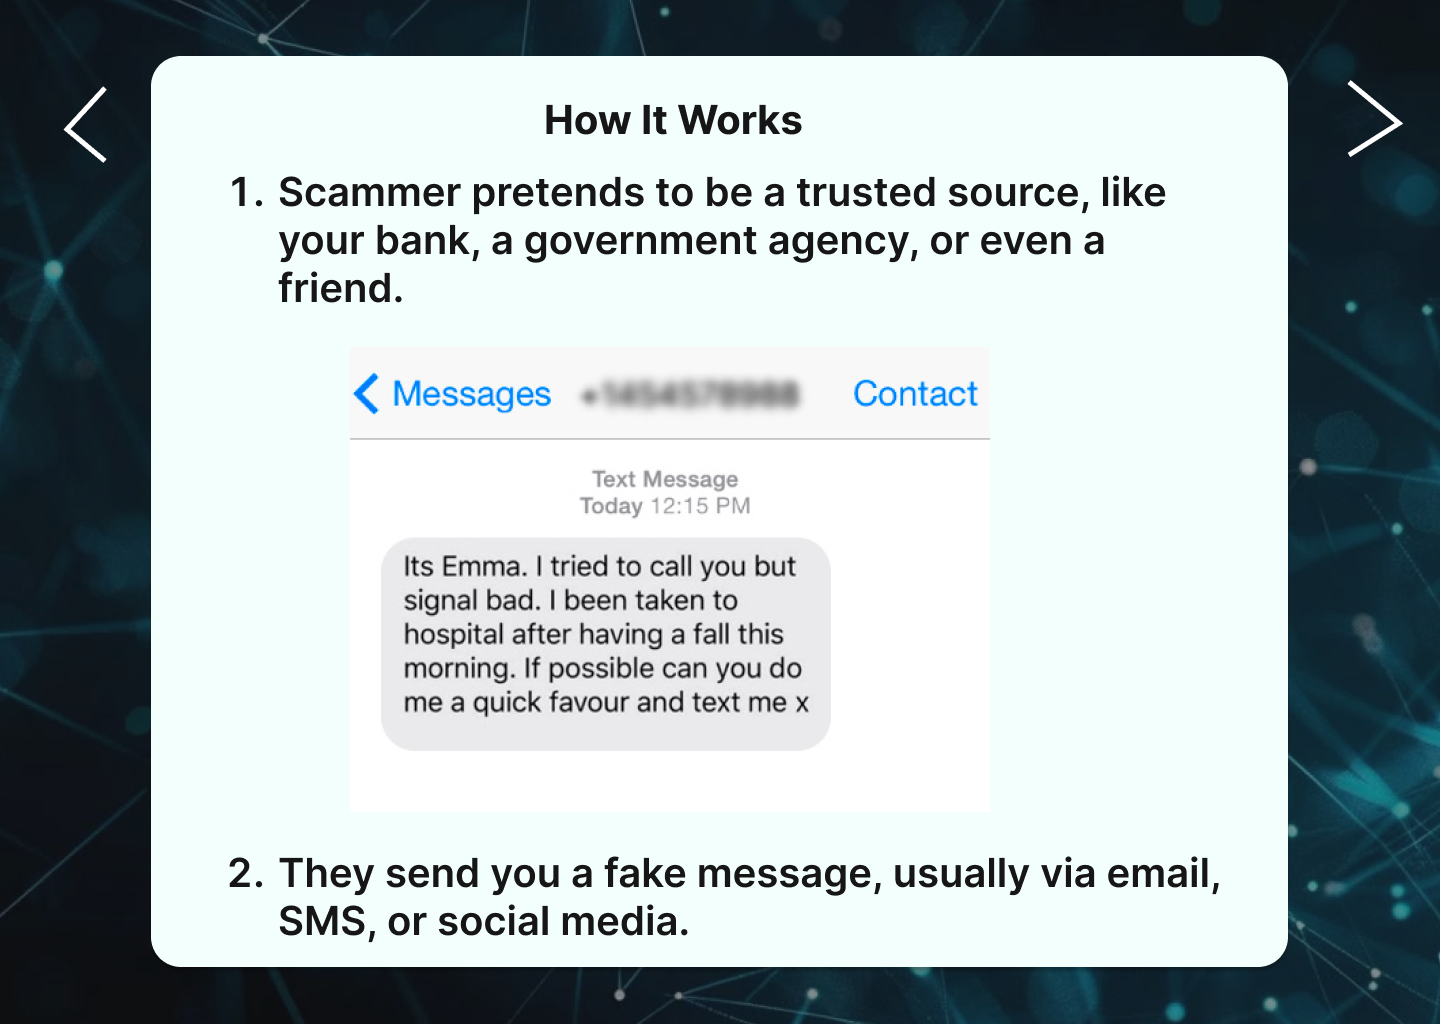 How It Works
1. Scammer pretends to be a trusted source, like
your bank, a government agency, or even a
friend.
Messages Contact
Text Message
Today 12:15 PM
Its Emma. I tried to call you but
signal bad. I been taken to
hospital after having a fall this
morning. If possible can you do
me a quick favour and text me x
2. They send you a fake message, usually via email,
SMS, or social media.